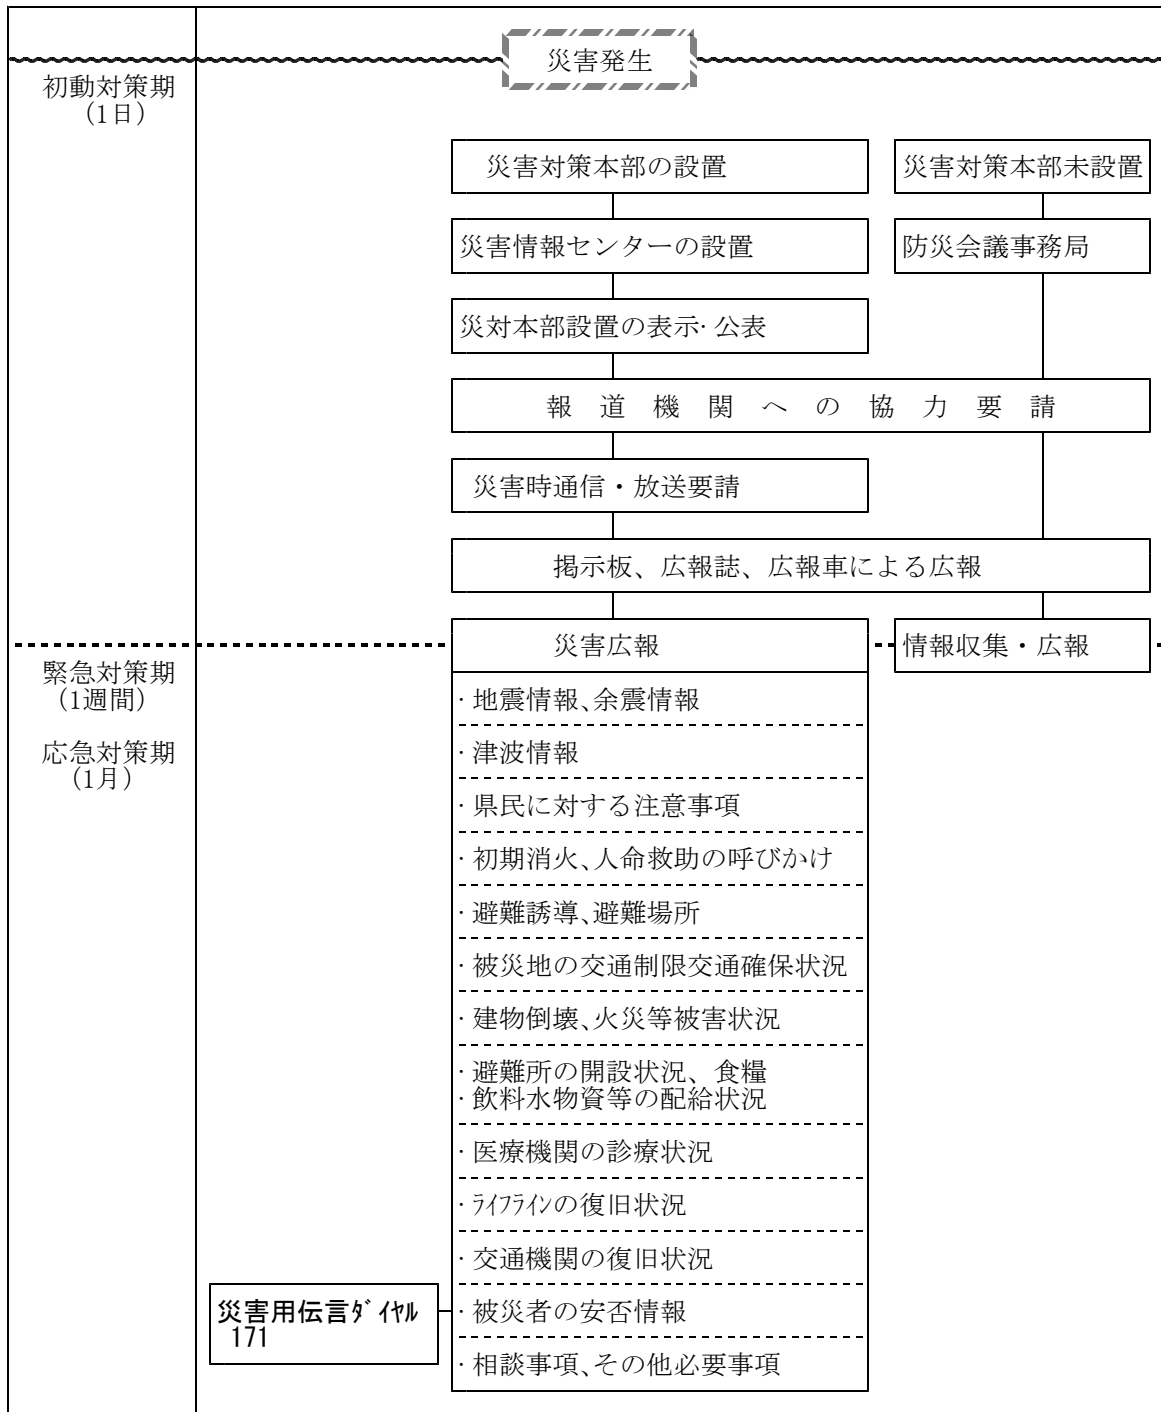 災害発生
初動対策期
(1日)
災害対策本部の設置
災害対策本部未設置
災害情報センターの設置
防災会議事務局
災対本部設置の表示･公表
報道機関への協力要請
災害時通信・放送要請
掲示板、広報誌、広報車による広報
災害広報
情報収集・広報
緊急対策期
(1週間)
応急対策期
(1月)
･地震情報、余震情報
･津波情報
･県民に対する注意事項
･初期消火、人命救助の呼びかけ
･避難誘導、避難場所
･被災地の交通制限交通確保状況
･建物倒壊、火災等被害状況
･避難所の開設状況、食糧
･飲料水物資等の配給状況
･医療機関の診療状況
･ﾗｲﾌﾗｲﾝの復旧状況
･交通機関の復旧状況
災害用伝言ﾀﾞｲﾔﾙ
171
･被災者の安否情報
･相談事項、その他必要事項